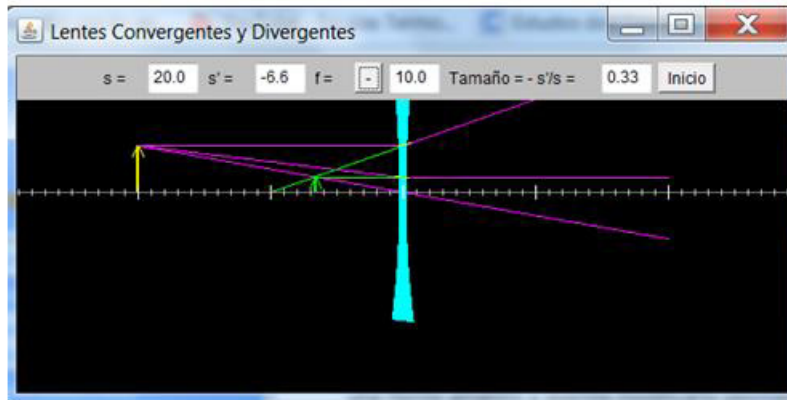 Lentes Convergentes y Divergentes
s = 20.0 s' = -6.6 f = - 10.0 Tamaño = - s'/s = 0.33 Inicio